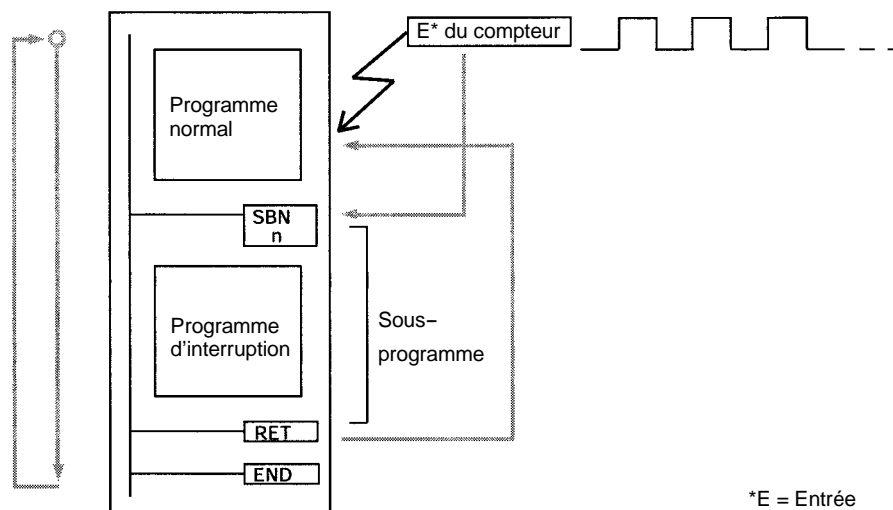 E* du compteur
Programme
normal
SBN
n
Programme
d'interruption
Sous-
programme
RET
END
*E = Entrée